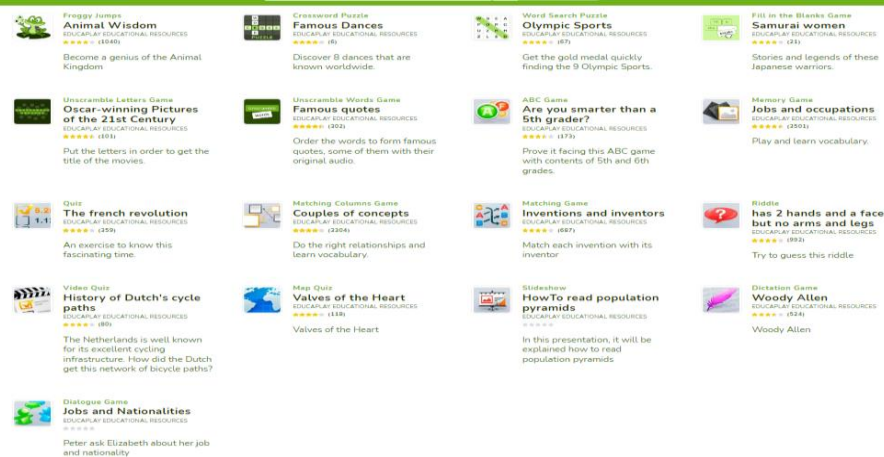 Froggy Jumps
Animal Wisdom
EDUCAPLAY EDUCATIONAL RESOURCES
(1040)
Become a genius of the Animal
Kingdom
Crossword Puzzle
Famous Dances
EDUCAPLAY EDUCATIONAL RESOURCES
(6)
Discover 8 dances that are
known worldwide.
Word Search Puzzle
Olympic Sports
EDUCAPLAY EDUCATIONAL RESOURCES
(67)
Get the gold medal quickly
finding the 9 Olympic Sports.
Fill in the Blanks Game
Samurai women
EDUCAPLAY EDUCATIONAL RESOURCES
(21)
Stories and legends of these
Japanese warriors.
Unscramble Letters Game
Oscar-winning Pictures
of the 21st Century
EDUCAPLAY EDUCATIONAL RESOURCES
(101)
Put the letters in order to get the
title of the movies.
Unscramble Words Game
Famous quotes
EDUCAPLAY EDUCATIONAL RESOURCES
(302)
Order the words to form famous
quotes, some of them with their
original audio.
ABC Game
Are you smarter than a
5th grader?
EDUCAPLAY EDUCATIONAL RESOURCES
(173)
Prove it facing this ABC game
with contents of 5th and 6th
grades.
Memory Game
Jobs and occupations
EDUCAPLAY EDUCATIONAL RESOURCES
(2501)
Play and learn vocabulary.
Quiz
The french revolution
EDUCAPLAY EDUCATIONAL RESOURCES
(359)
An exercise to know this
fascinating time.
Matching Columns Game
Couples of concepts
EDUCAPLAY EDUCATIONAL RESOURCES
(3304)
Do the right relationships and
learn vocabulary.
Matching Game
Inventions and inventors
EDUCAPLAY EDUCATIONAL RESOURCES
(687)
Match each invention with its
inventor
Riddle
has 2 hands and a face
but no arms and legs
EDUCAPLAY EDUCATIONAL RESOURCES
(992)
Try to guess this riddle
Video Quiz
History of Dutch's cycle
paths
EDUCAPLAY EDUCATIONAL RESOURCES
(80)
The Netherlands is well known
for its excellent cycling
infrastructure. How did the Dutch
get this network of bicycle paths?
Map Quiz
Valves of the Heart
EDUCAPLAY EDUCATIONAL RESOURCES
(118)
Valves of the Heart
Slideshow
HowTo read population
pyramids
EDUCAPLAY EDUCATIONAL RESOURCES
In this presentation, it will be
explained how to read
population pyramids
Dictation Game
Woody Allen
EDUCAPLAY EDUCATIONAL RESOURCES
(524)
Woody Allen
Dialogue Game
Jobs and Nationalities
EDUCAPLAY EDUCATIONAL RESOURCES
Peter ask Elizabeth about her job
and nationality